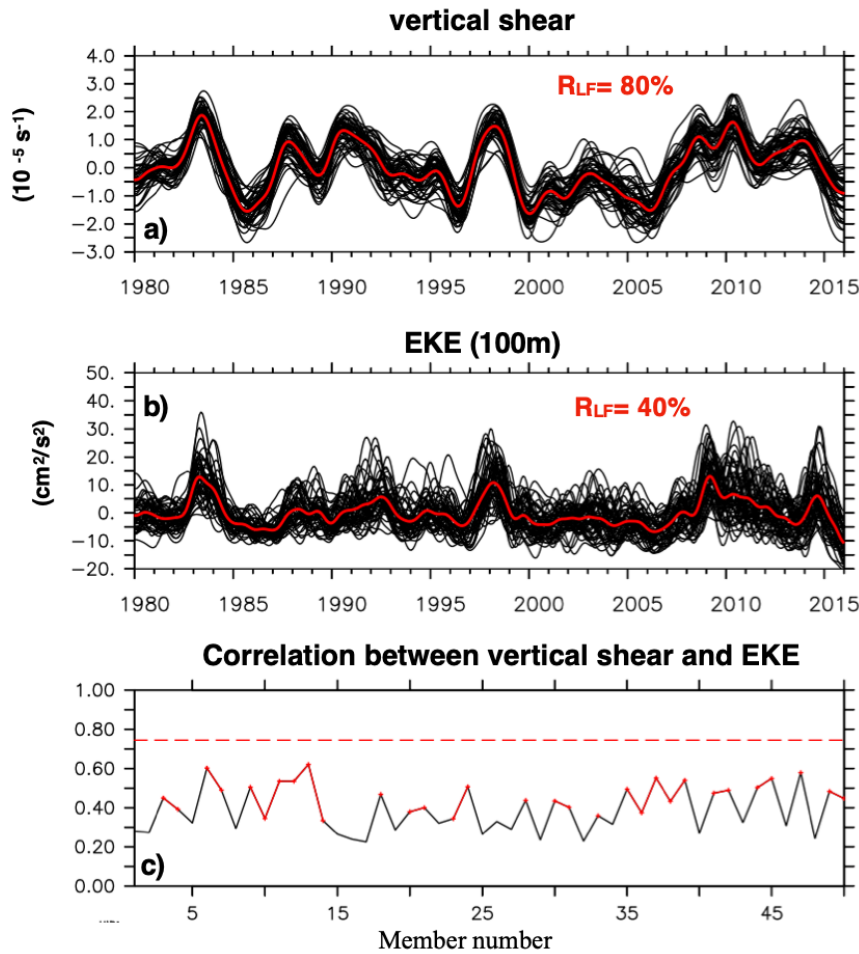 vertical shear
4.0
3.0
2.0
1.0
0.0
−1.0
−2.0
−3.0
(10 -5 s-1)
RLF= 80%
a)
1980 1985 1990 1995 2000 2005 2010 2015
EKE (100m)
50.
40.
30.
20.
10.
0.
−10.
−20.
(cm2/s2)
b)
RLF= 40%
1980 1985 1990 1995 2000 2005 2010 2015
Correlation between vertical shear and EKE
1.00
0.80
0.60
0.40
0.20
0.00
c)
5 15 25 35 45
Member number